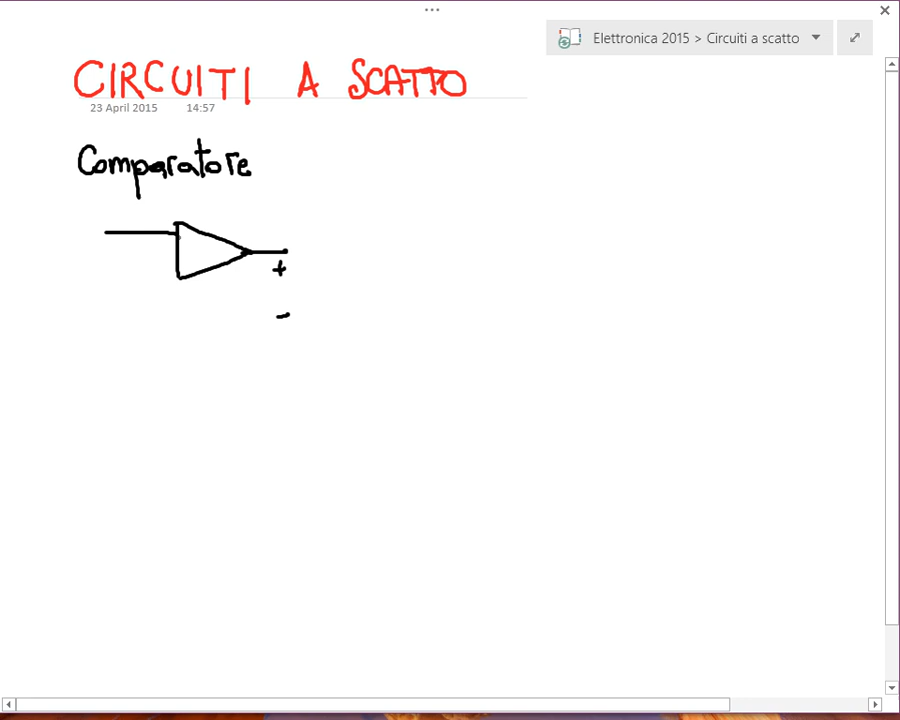 Elettronica 2015 > Circuiti a scatto
CIRCUITI A SCATTO
23 April 2015 14:57
Comparatore
+
-